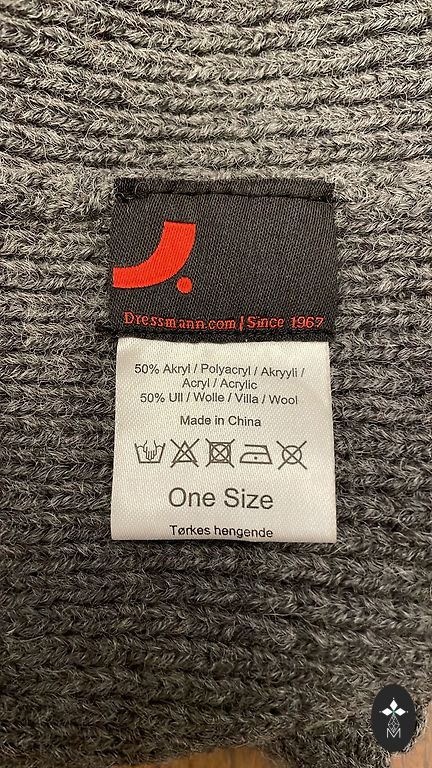 Dressmann.com | Since 1967
50% Akryl / Polyacryl / Akryyli /
Acryl / Acrylic
50% Ull / Wolle / Villa / Wool
Made in China
One Size
Tørkes hengende